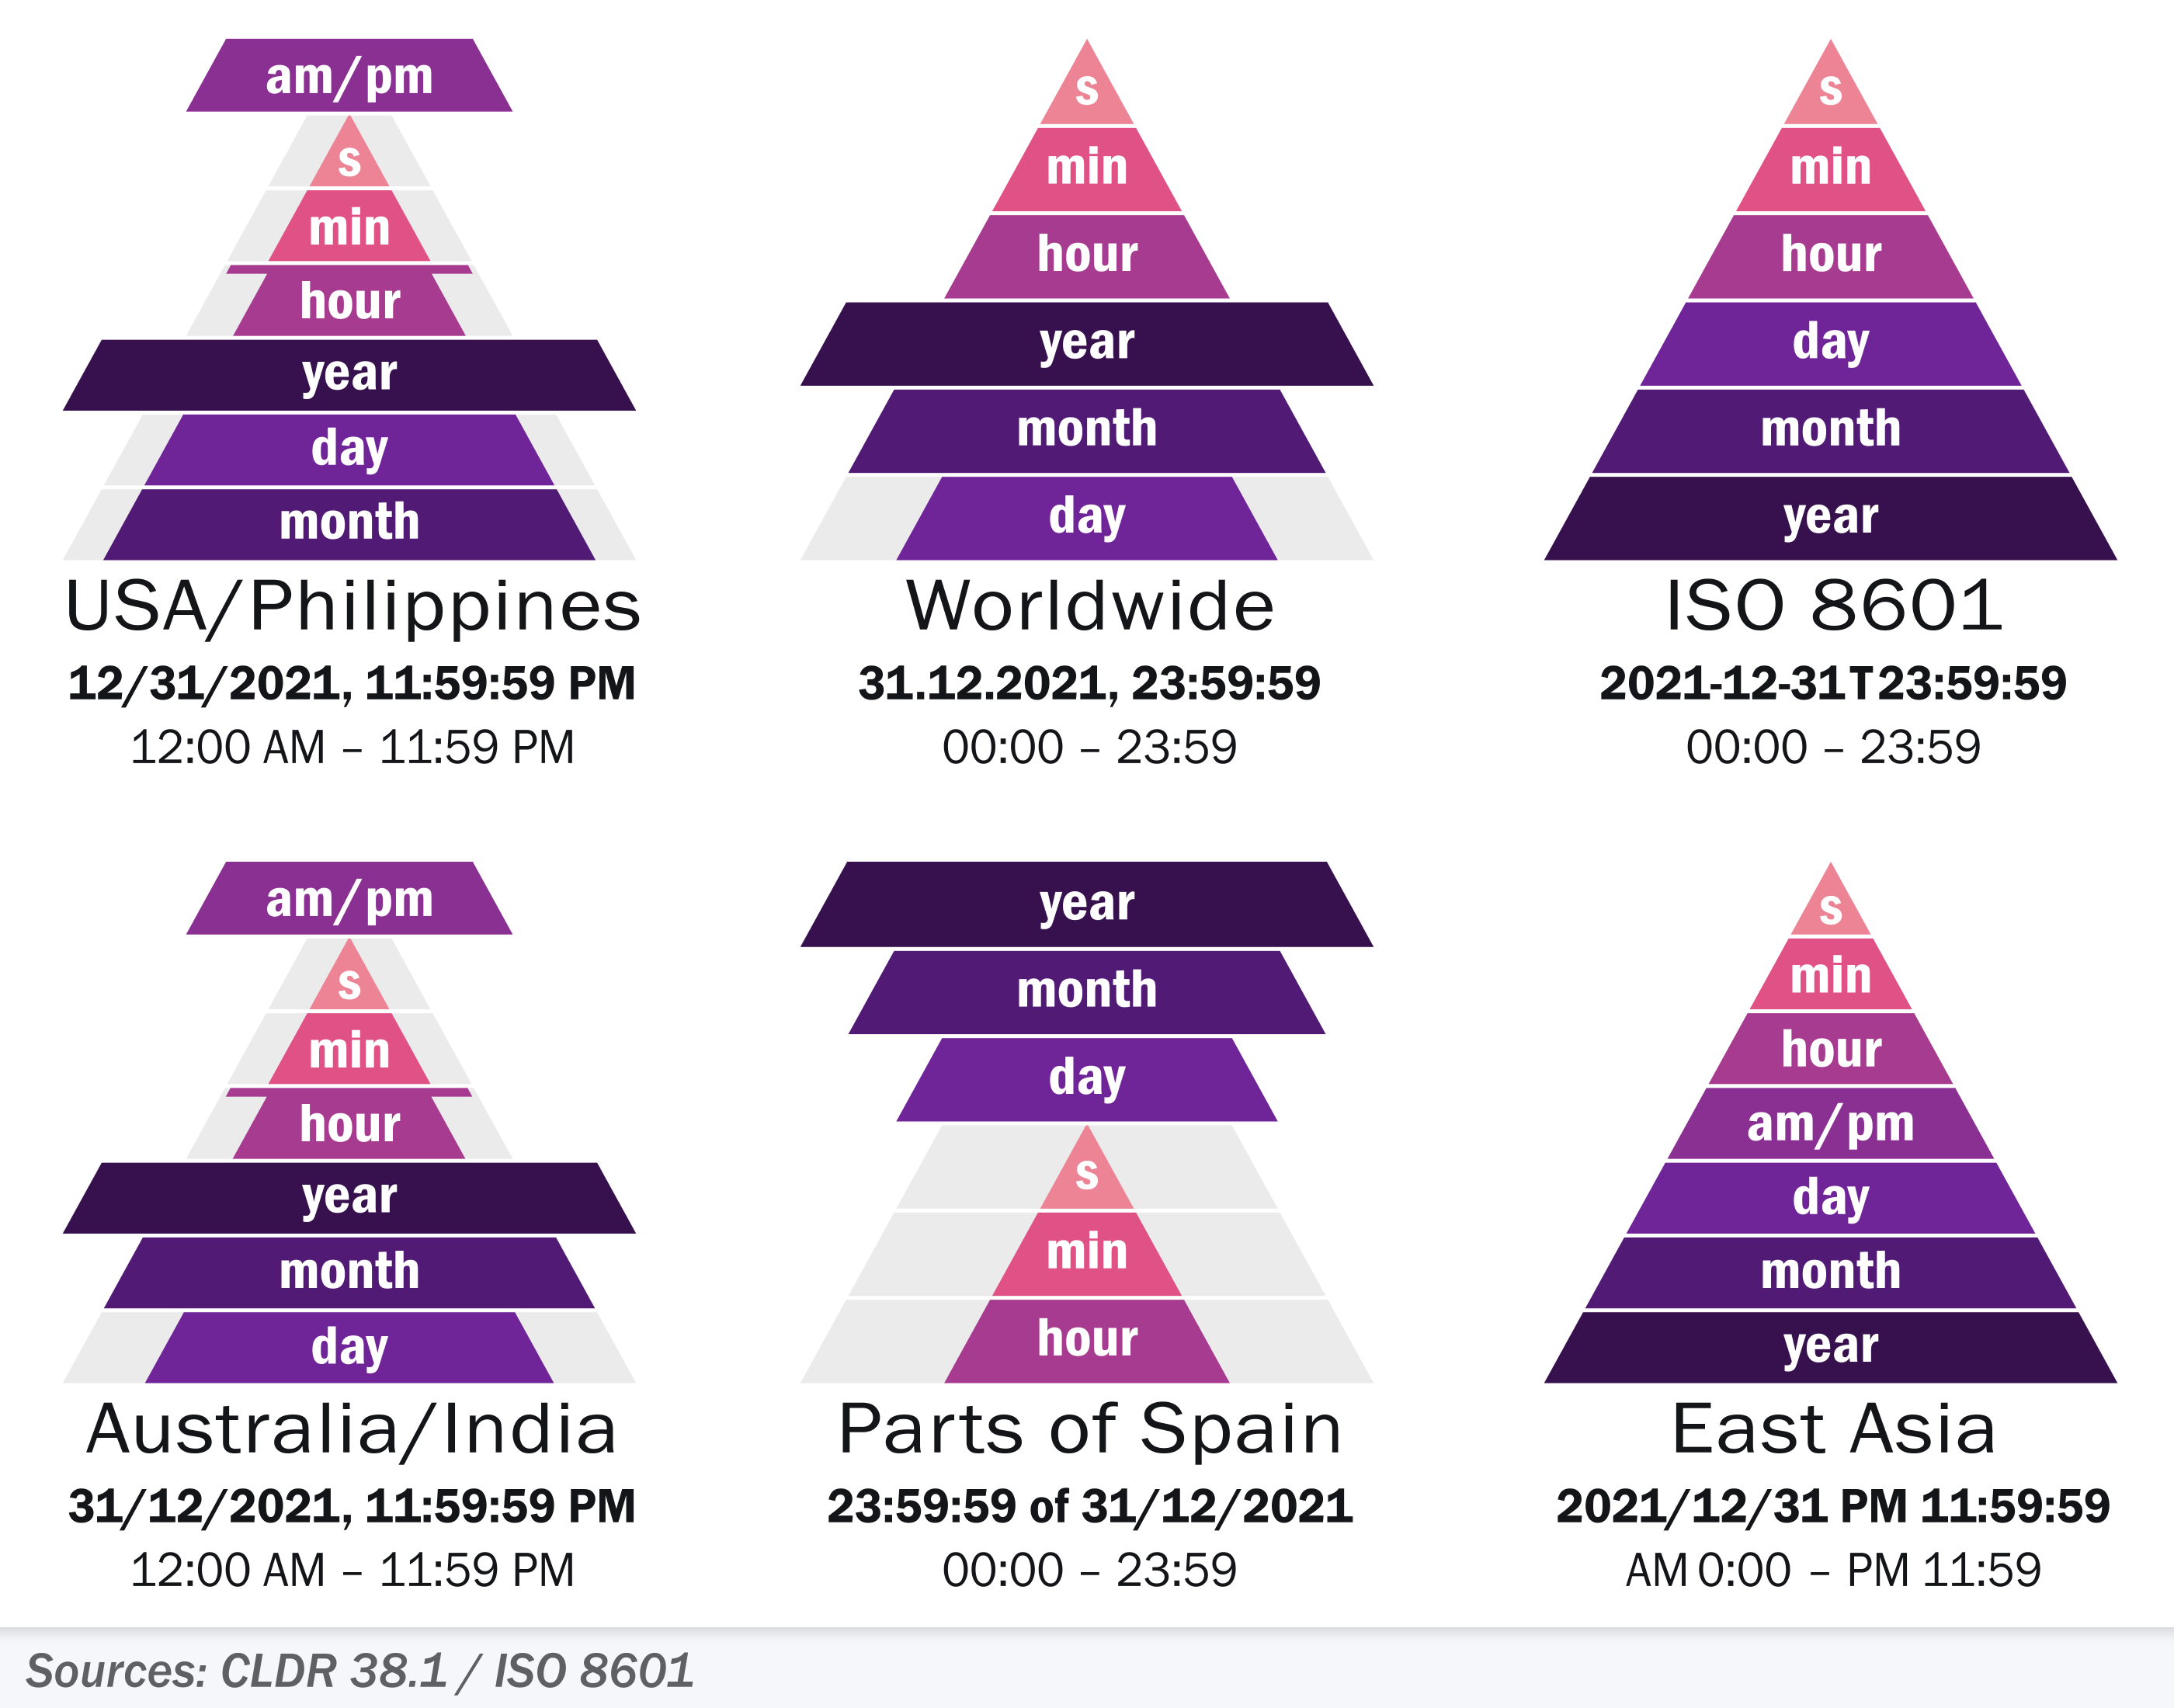 am/pm
s
min
hour
year
day
month
USA/Philippines
12/31/2021, 11:59:59 PM
12:00 AM – 11:59 PM
s
min
hour
year
month
day
Worldwide
31.12.2021, 23:59:59
00:00 – 23:59
s
min
hour
day
month
year
ISO 8601
2021-12-31T23:59:59
00:00 – 23:59
am/pm
s
min
hour
year
month
day
Australia/India
31/12/2021, 11:59:59 PM
12:00 AM – 11:59 PM
year
month
day
s
min
hour
Parts of Spain
23:59:59 of 31/12/2021
00:00 – 23:59
s
min
hour
am/pm
day
month
year
East Asia
2021/12/31 PM 11:59:59
AM 0:00 – PM 11:59
Sources: CLDR 38.1 / ISO 8601